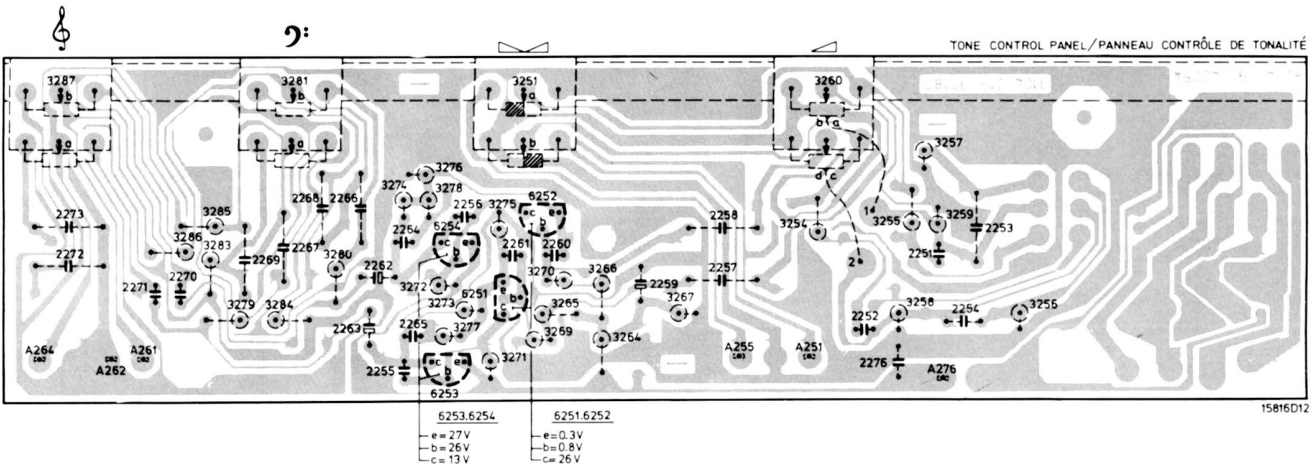 TONE CONTROL PANEL/PANNEAU CONTRÔLE DE TONALITÉ
3287 3281 3251 3260
b b a b a
a a b d c
3257
3276
3274 3278
2268 2266 2256 3275 6252
2273 3285 2264 6254 c e b 2258 3254 1 3255 3259 2253
3286 3283 2267 c e b 2261 2260
2272 2269 3280 2262 2251
2271 2270 3272 3270 3266 2257 2
3273 6251 e b c 2259
3279 3284 3265 3267 3258 2254 3256
2263 2265 3277 3269 3264 2252
A264 A261 3271 A255 A251
A262 2255 c e b 2276 A276
6253
6253.6254 6251.6252
15816D12
e=27V e=0.3V
b=26V b=0.8V
c=13V c=26V